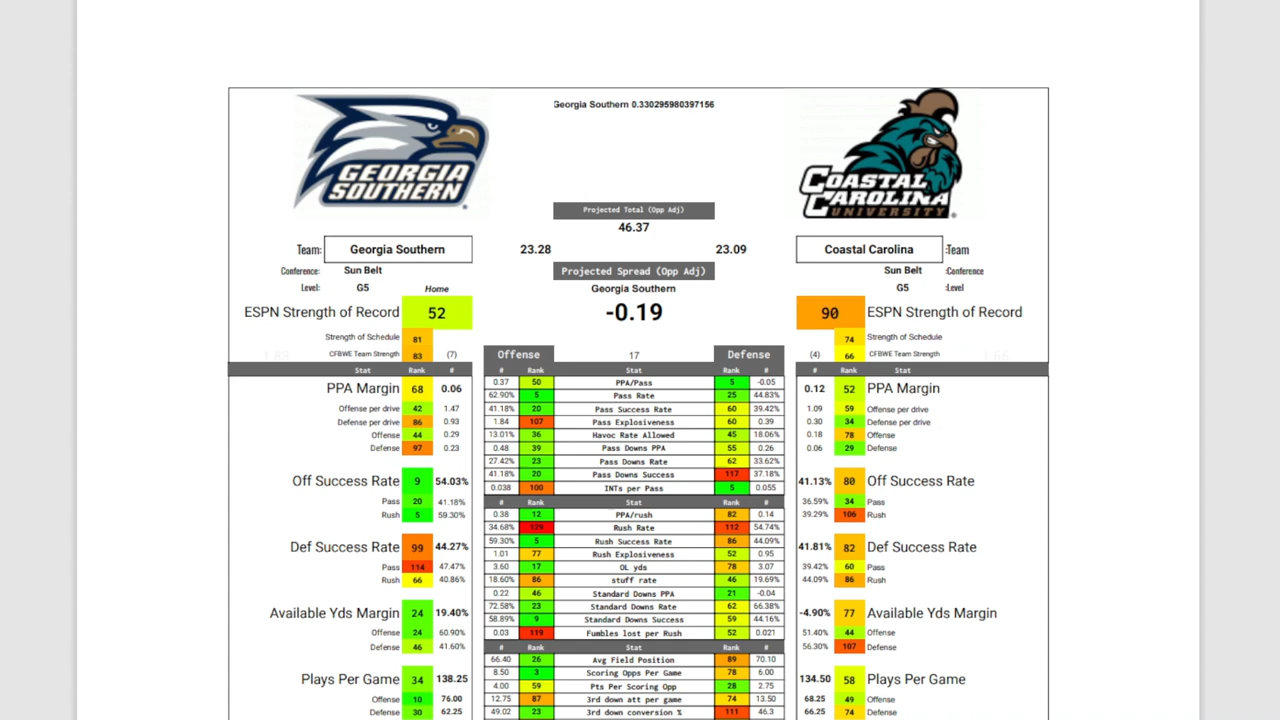 Georgia Southern 0.330295980397156
GEORGIA
SOUTHERN
COASTAL
CAROLINA
UNIVERSITY
Projected Total (Opp Adj)
46.37
Team: Georgia Southern 23.28 23.09 Coastal Carolina :Team
Conference: Sun Belt Projected Spread (Opp Adj) Sun Belt :Conference
Level: G5 Home Georgia Southern G5 :Level
ESPN Strength of Record 52 -0.19 90 ESPN Strength of Record
Strength of Schedule 81 74 Strength of Schedule
1.83 CFBWE Team Strength 83 (7) Offense 17 Defense (4) 66 CFBWE Team Strength 1.66
Stat Rank # # Rank Stat Rank # # Rank Stat
0.37 50 PPA/Pass 5 -0.05
PPA Margin 68 0.06 62.90% 5 Pass Rate 25 44.83% 0.12 52 PPA Margin
Offense per drive 42 1.47 41.18% 20 Pass Success Rate 60 39.42% 1.09 59 Offense per drive
Defense per drive 86 0.93 1.84 107 Pass Explosiveness 60 0.39 0.30 34 Defense per drive
Offense 44 0.29 13.01% 36 Havoc Rate Allowed 45 18.06% 0.18 78 Offense
Defense 97 0.23 0.48 39 Pass Downs PPA 55 0.26 0.06 29 Defense
27.42% 23 Pass Downs Rate 62 33.62%
Off Success Rate 9 54.03% 41.18% 20 Pass Downs Success 117 37.18% 41.13% 80 Off Success Rate
0.038 100 INTs per Pass 5 0.055
Pass 20 41.18% # Rank Stat Rank # 36.59% 34 Pass
Rush 5 59.30% 0.38 12 PPA/rush 82 0.14 39.29% 106 Rush
34.68% 129 Rush Rate 112 54.74%
Def Success Rate 99 44.27% 59.30% 5 Rush Success Rate 86 44.09% 41.81% 82 Def Success Rate
1.01 77 Rush Explosiveness 52 0.95
Pass 114 47.47% 3.60 17 OL yds 78 3.07 39.42% 60 Pass
Rush 66 40.86% 18.60% 86 stuff rate 46 19.69% 44.09% 86 Rush
0.22 46 Standard Downs PPA 21 -0.04
Available Yds Margin 24 19.40% 72.58% 23 Standard Downs Rate 62 66.38% -4.90% 77 Available Yds Margin
58.89% 9 Standard Downs Success 59 44.16%
Offense 24 60.90% 0.03 119 Fumbles lost per Rush 52 0.021 51.40% 44 Offense
Defense 46 41.60% # Rank Stat Rank # 56.30% 107 Defense
66.40 26 Avg Field Position 89 70.10
Plays Per Game 34 138.25 8.50 3 Scoring Opps Per Game 78 6.00 134.50 58 Plays Per Game
4.00 59 Pts Per Scoring Opp 28 2.75
Offense 10 76.00 12.75 87 3rd down att per game 74 13.50 68.25 49 Offense
Defense 30 62.25 49.02 23 3rd down conversion % 111 46.3 66.25 74 Defense